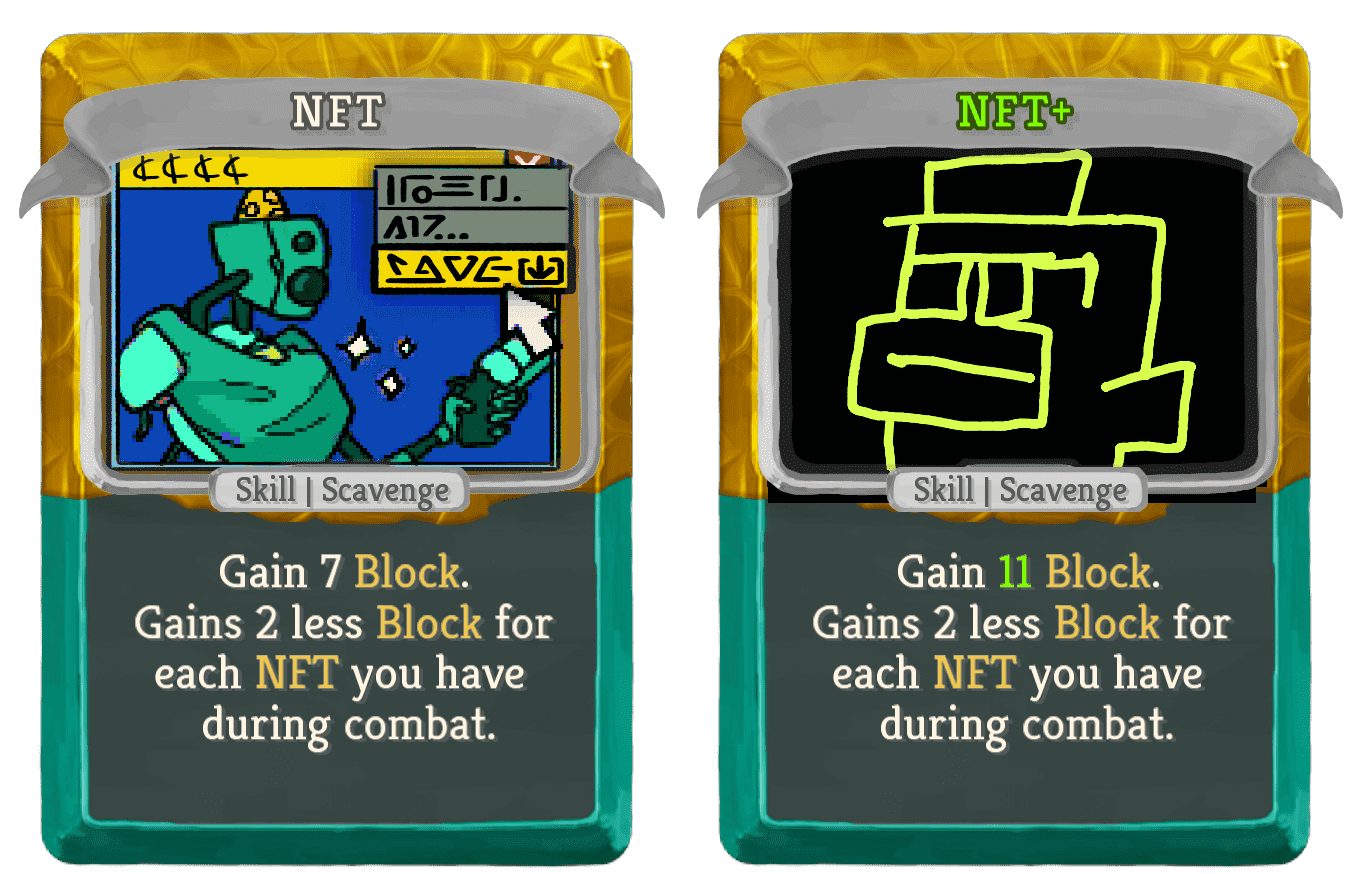 NFT
¢¢¢¢
Skill | Scavenge
Gain 7 Block.
Gains 2 less Block for
each NFT you have
during combat.
NFT+
Skill | Scavenge
Gain 11 Block.
Gains 2 less Block for
each NFT you have
during combat.